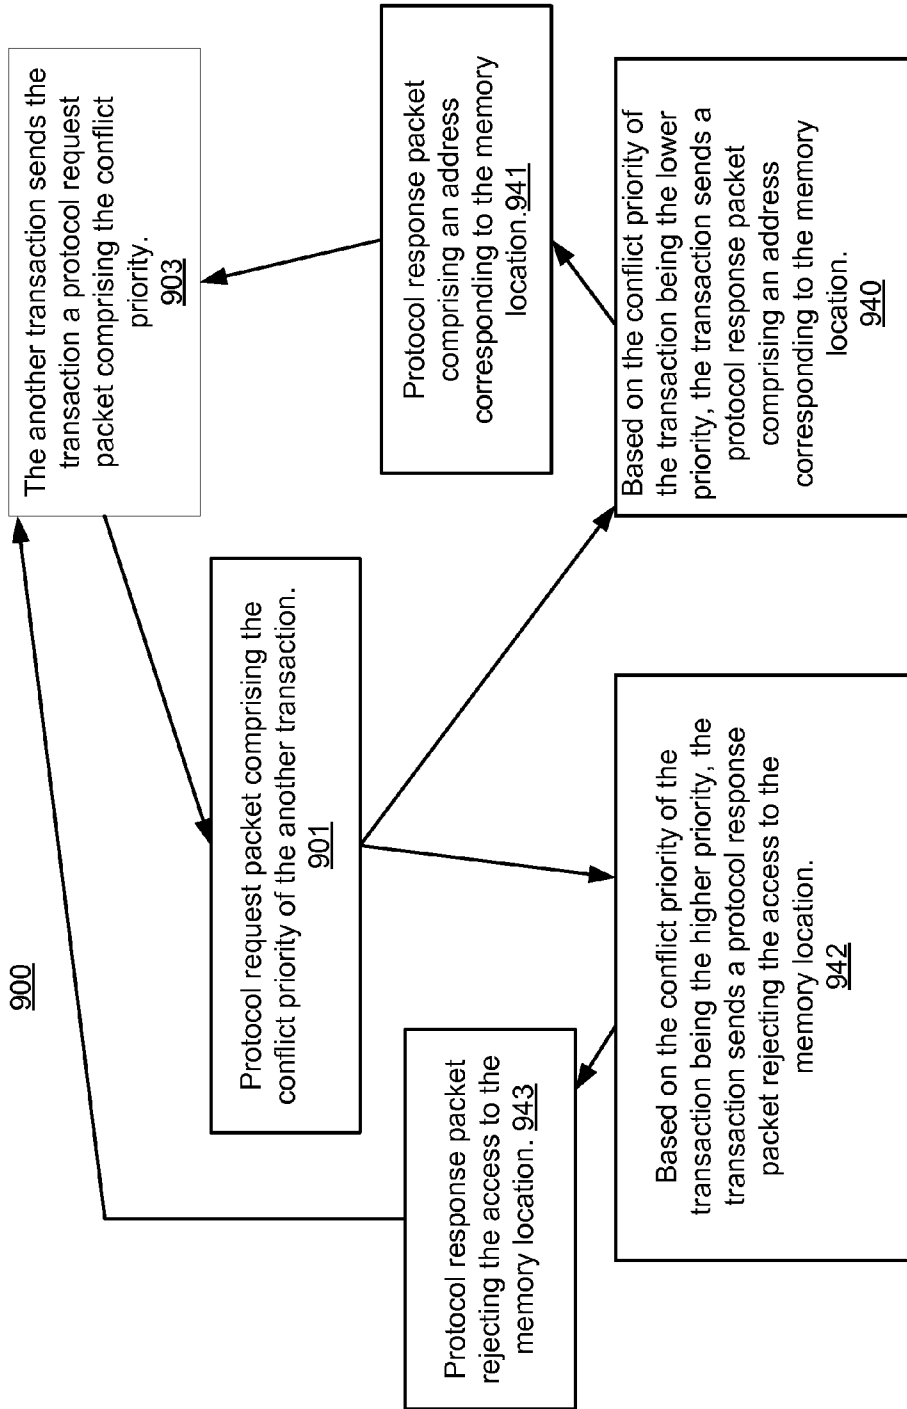 900
The another transaction sends the
transaction a protocol request
packet comprising the conflict
priority.
903
Protocol request packet comprising the
conflict priority of the another transaction.
901
Protocol response packet
rejecting the access to the
memory location. 943
Protocol response packet
comprising an address
corresponding to the memory
location.941
Based on the conflict priority of the
transaction being the higher priority, the
transaction sends a protocol response
packet rejecting the access to the
memory location.
942
Based on the conflict priority of
the transaction being the lower
priority, the transaction sends a
protocol response packet
comprising an address
corresponding to the memory
location.
940